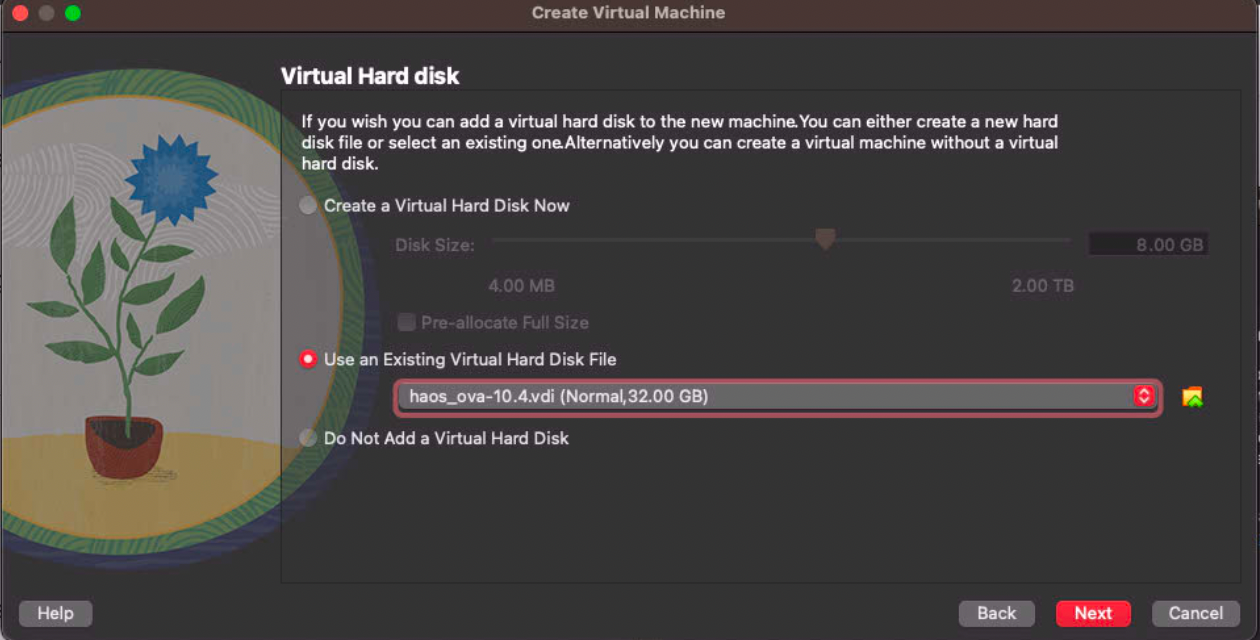 Create Virtual Machine
Virtual Hard disk
If you wish you can add a virtual hard disk to the new machine.You can either create a new hard
disk file or select an existing one.Alternatively you can create a virtual machine without a virtual
hard disk.
Create a Virtual Hard Disk Now
Disk Size:
8.00 GB
4.00 MB
2.00 TB
Pre-allocate Full Size
Use an Existing Virtual Hard Disk File
haos_ova-10.4.vdi (Normal,32.00 GB)
Do Not Add a Virtual Hard Disk
Help
Back
Next
Cancel